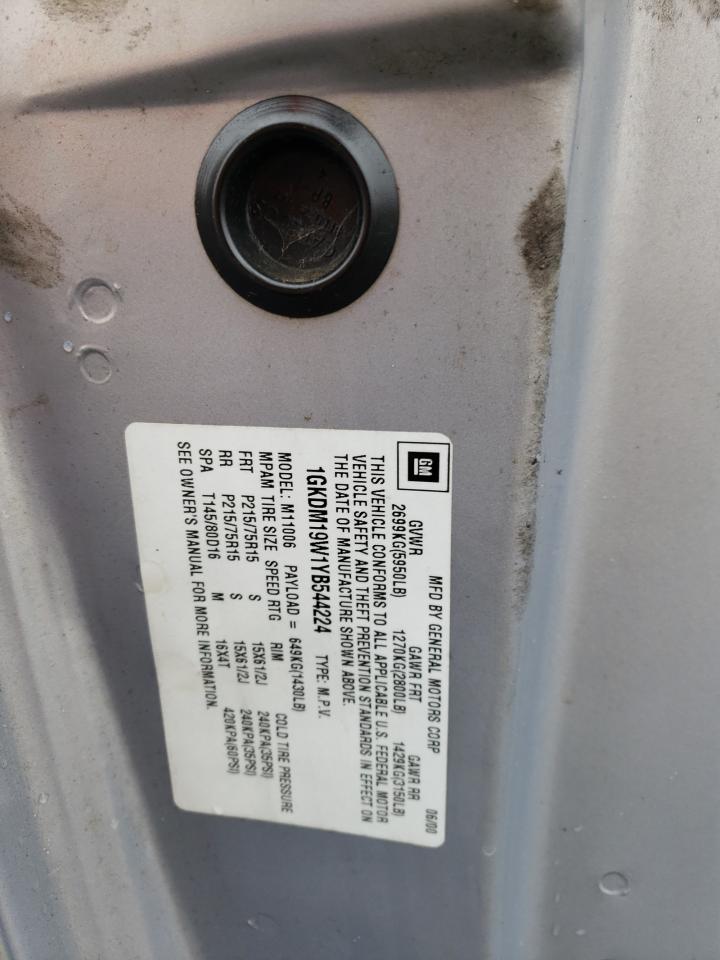 GM
MFD BY GENERAL MOTORS CORP 06/00
GVWR GAWR FRT GAWR RR
2699KG(5950LB) 1270KG(2800LB) 1429KG(3150LB)
THIS VEHICLE CONFORMS TO ALL APPLICABLE U.S. FEDERAL MOTOR
VEHICLE SAFETY AND THEFT PREVENTION STANDARDS IN EFFECT ON
THE DATE OF MANUFACTURE SHOWN ABOVE.
1GKDM19W1YB544224 TYPE: M.P.V.
MODEL: M11006 PAYLOAD = 649KG(1430LB)
MPAM TIRE SIZE SPEED RTG RIM COLD TIRE PRESSURE
FRT P215/75R15 S 15X61/2J 240KPA(35PSI)
RR P215/75R15 S 15X61/2J 240KPA(35PSI)
SPA T145/80D16 M 16X4T 420KPA(60PSI)
SEE OWNER'S MANUAL FOR MORE INFORMATION.